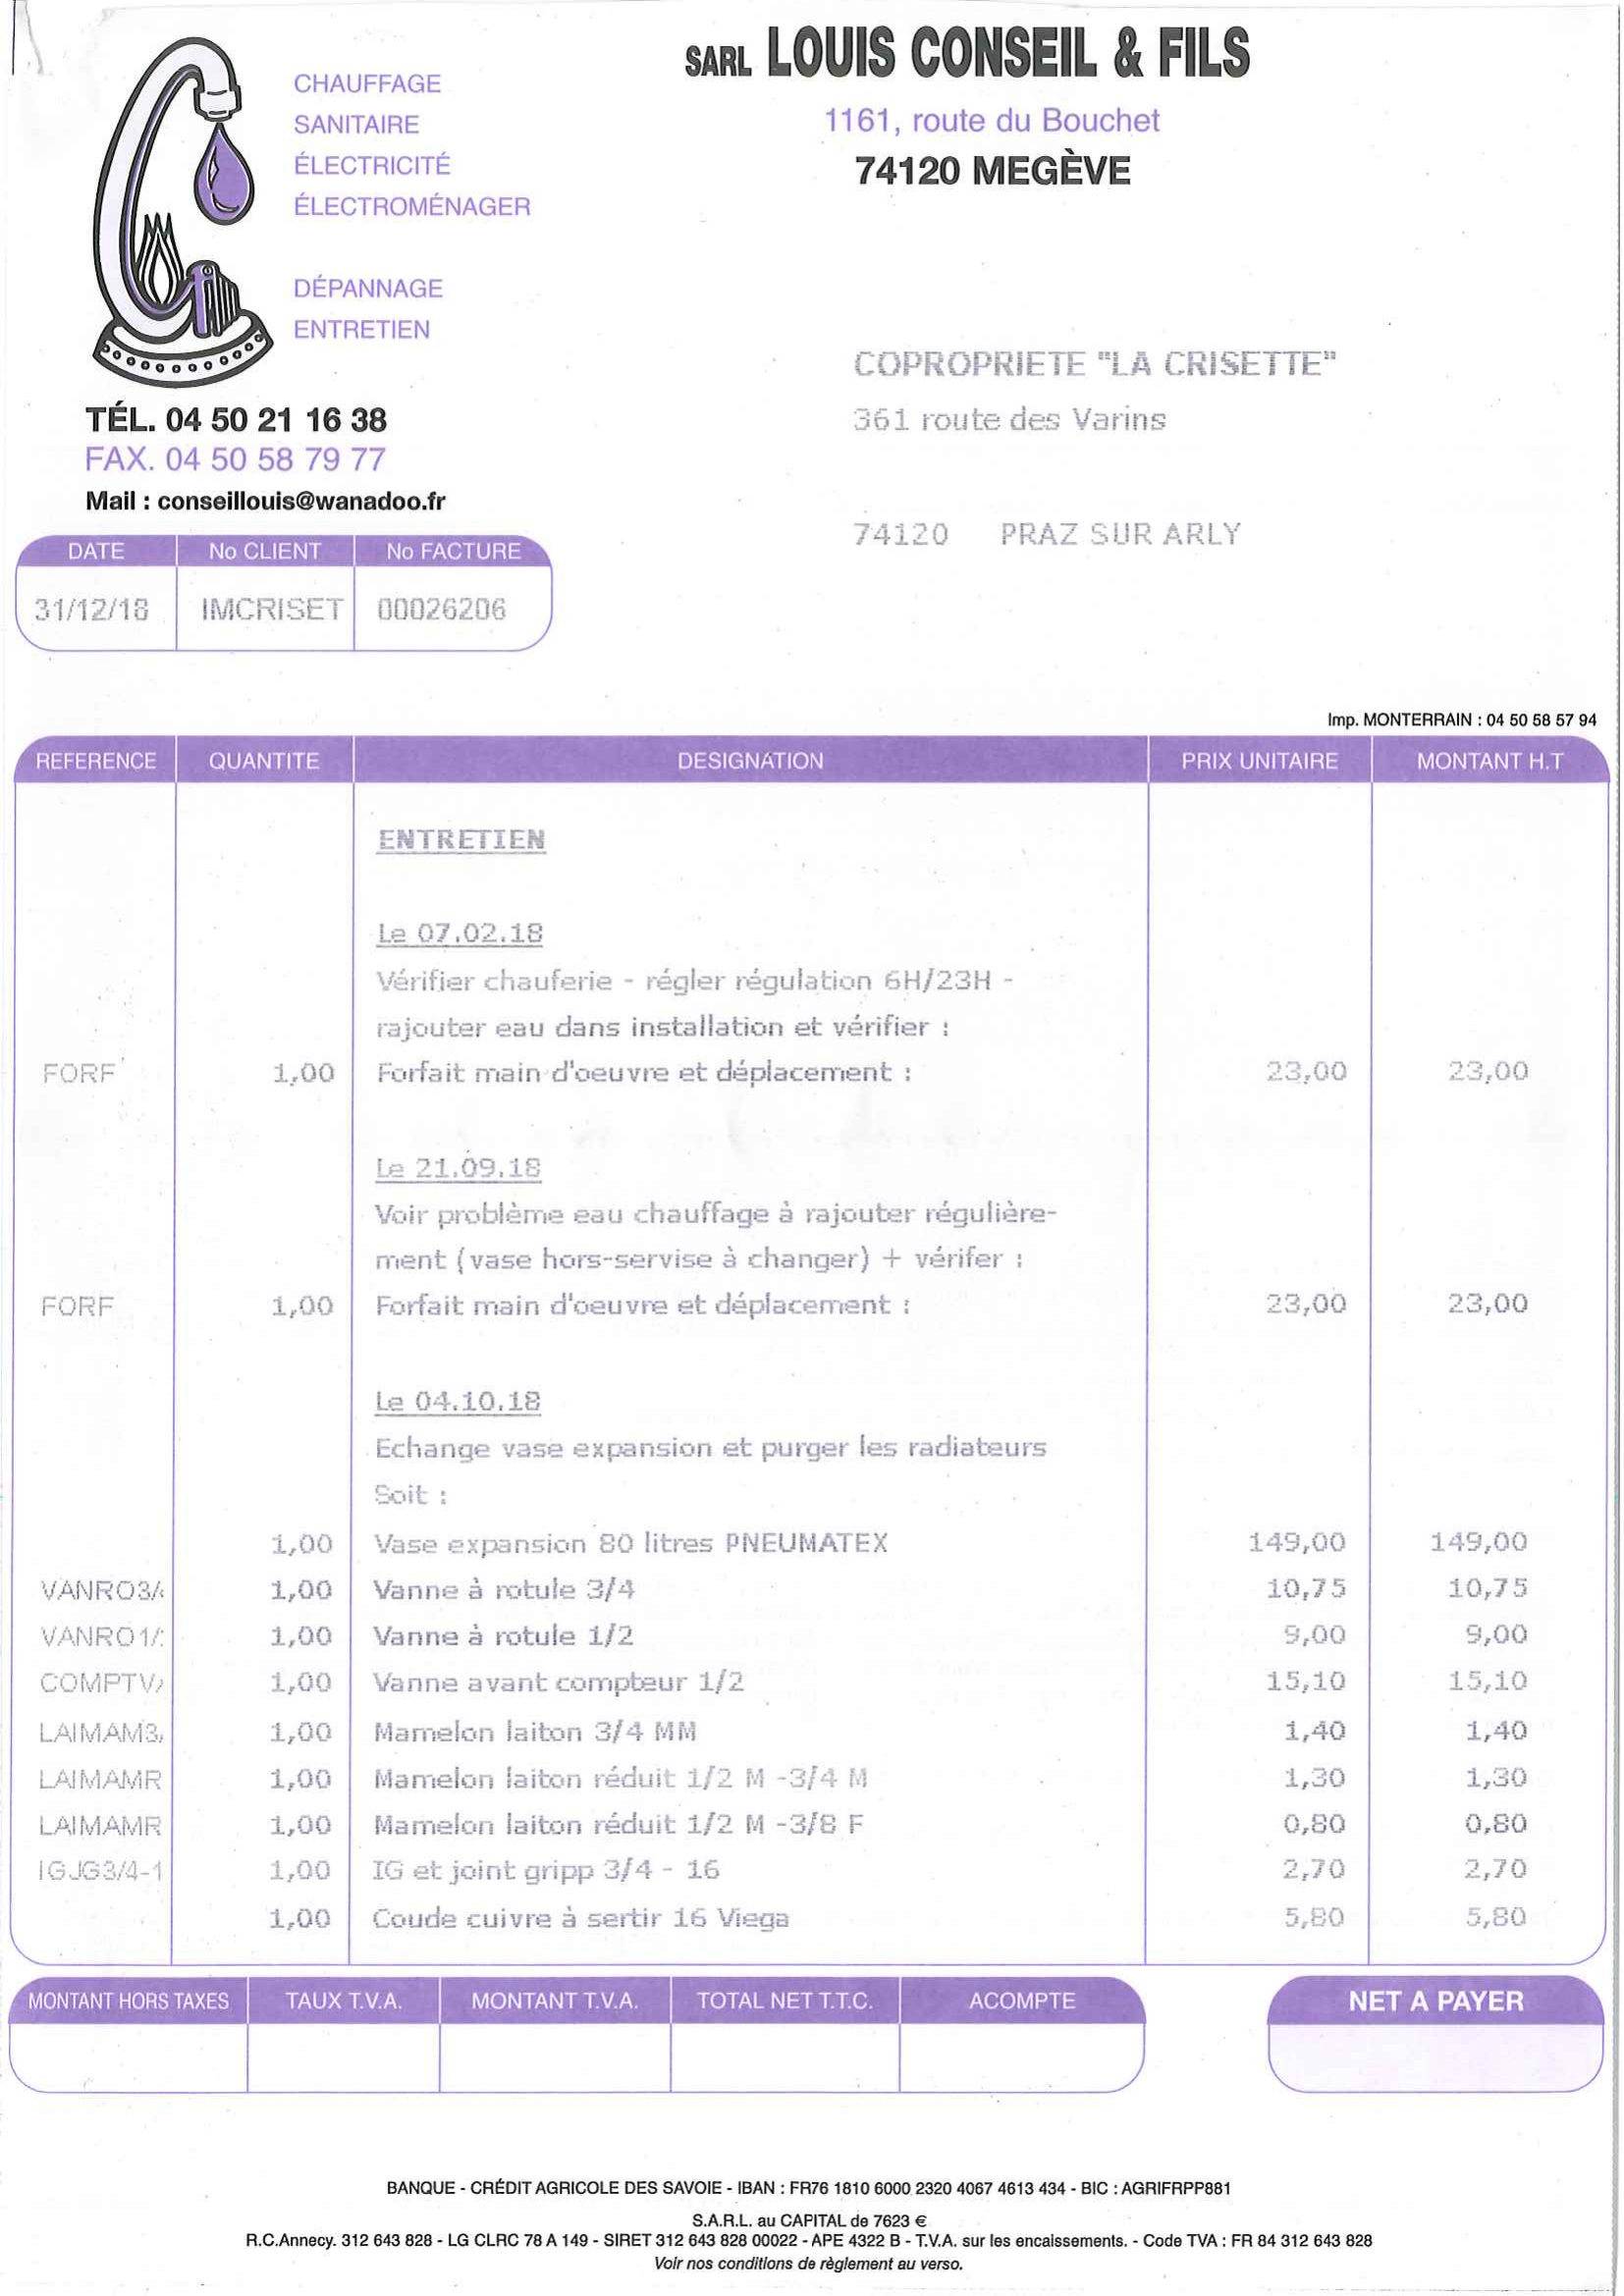 SARL LOUIS CONSEIL & FILS
1161, route du Bouchet
74120 MEGÈVE
CHAUFFAGE
SANITAIRE
ÉLECTRICITÉ
ÉLECTROMÉNAGER
DÉPANNAGE
ENTRETIEN
TÉL. 04 50 21 16 38
FAX. 04 50 58 79 77
Mail : conseillouis@wanadoo.fr
COPROPRIETE "LA CRISETTE"
361 route des Varins
74120 PRAZ SUR ARLY
DATE No CLIENT No FACTURE
31/12/18 IMCRISET 00026206
Imp. MONTERRAIN : 04 50 58 57 94
REFERENCE QUANTITE DESIGNATION PRIX UNITAIRE MONTANT H.T
ENTRETIEN
Le 07.02.18
Vérifier chauferie - régler régulation 6H/23H -
rajouter eau dans installation et vérifier :
FORF 1,00 Forfait main d'oeuvre et déplacement : 23,00 23,00
Le 21.09.18
Voir problème eau chauffage à rajouter régulière-
ment (vase hors-servise à changer) + vérifer :
FORF 1,00 Forfait main d'oeuvre et déplacement : 23,00 23,00
Le 04.10.18
Echange vase expansion et purger les radiateurs
Soit :
1,00 Vase expansion 80 litres PNEUMATEX 149,00 149,00
VANRO3/4 1,00 Vanne à rotule 3/4 10,75 10,75
VANRO1/: 1,00 Vanne à rotule 1/2 9,00 9,00
COMPTV/ 1,00 Vanne avant compteur 1/2 15,10 15,10
LAIMAM3/ 1,00 Mamelon laiton 3/4 MM 1,40 1,40
LAIMAMR 1,00 Mamelon laiton réduit 1/2 M -3/4 M 1,30 1,30
LAIMAMR 1,00 Mamelon laiton réduit 1/2 M -3/8 F 0,80 0,80
IGJG3/4-1 1,00 IG et joint gripp 3/4 - 16 2,70 2,70
1,00 Coude cuivre à sertir 16 Viega 5,80 5,80
MONTANT HORS TAXES TAUX T.V.A. MONTANT T.V.A. TOTAL NET T.T.C. ACOMPTE NET A PAYER
BANQUE - CRÉDIT AGRICOLE DES SAVOIE - IBAN : FR76 1810 6000 2320 4067 4613 434 - BIC : AGRIFRPP881
S.A.R.L. au CAPITAL de 7623 €
R.C.Annecy. 312 643 828 - LG CLRC 78 A 149 - SIRET 312 643 828 00022 - APE 4322 B - T.V.A. sur les encaissements. - Code TVA : FR 84 312 643 828
Voir nos conditions de règlement au verso.